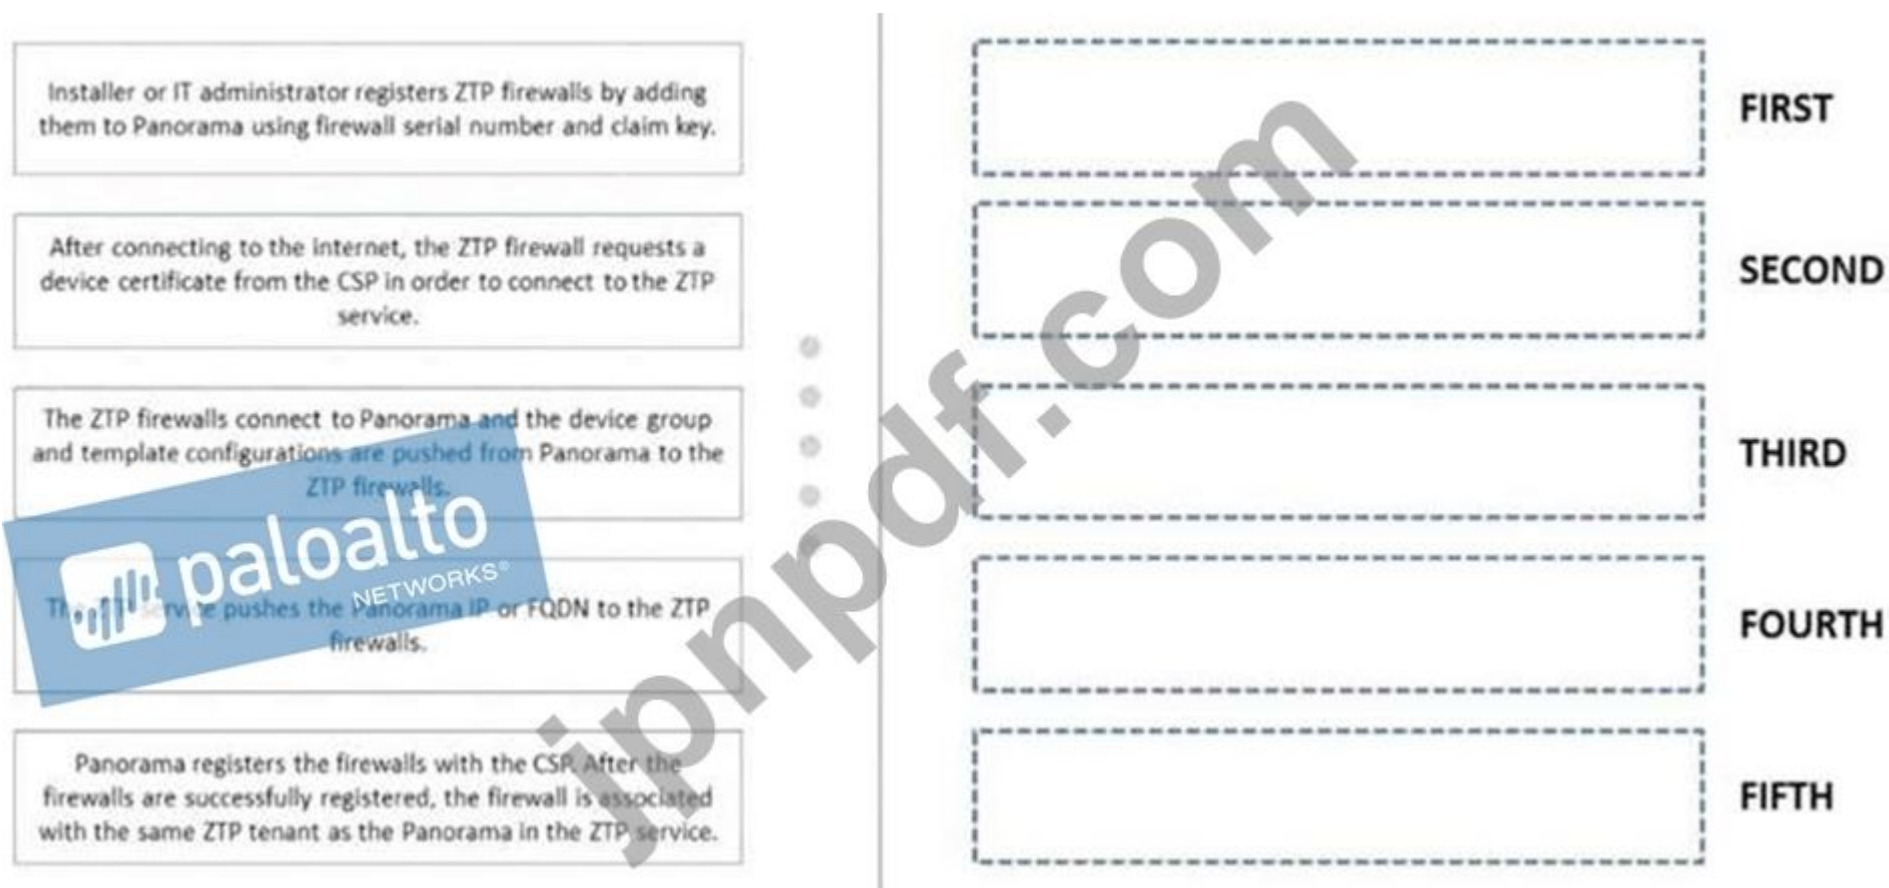 Installer or IT administrator registers ZTP firewalls by adding
them to Panorama using firewall serial number and claim key.
After connecting to the internet, the ZTP firewall requests a
device certificate from the CSP in order to connect to the ZTP
service.
The ZTP firewalls connect to Panorama and the device group
and template configurations are pushed from Panorama to the
ZTP firewalls.
The ZTP service pushes the Panorama IP or FQDN to the ZTP
firewalls.
Panorama registers the firewalls with the CSP. After the
firewalls are successfully registered, the firewall is associated
with the same ZTP tenant as the Panorama in the ZTP service.
paloalto
NETWORKS®
jpnpdf.com
FIRST
SECOND
THIRD
FOURTH
FIFTH